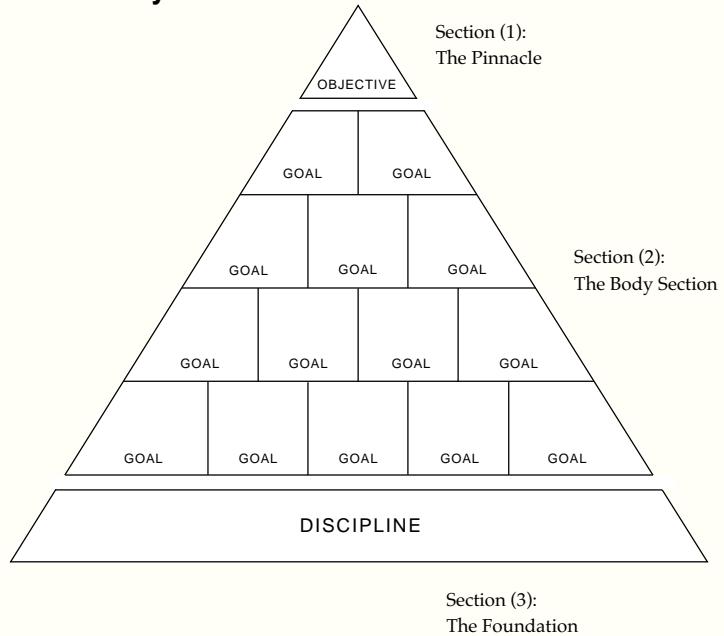 Section (1):
The Pinnacle
OBJECTIVE
GOAL GOAL
GOAL GOAL GOAL
Section (2):
The Body Section
GOAL GOAL GOAL GOAL
GOAL GOAL GOAL GOAL GOAL
DISCIPLINE
Section (3):
The Foundation